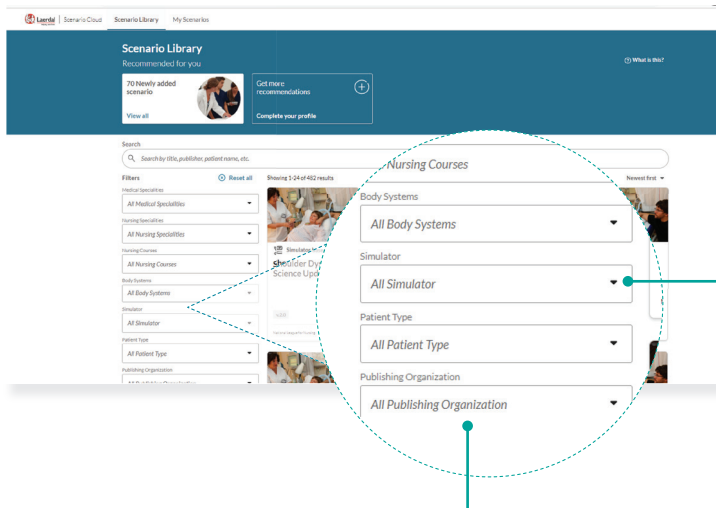 Laerdal Scenario Cloud Scenario Library My Scenarios
Scenario Library
Recommended for you
What is this?
70 Newly added
scenario
View all
Get more
recommendations
Complete your profile
Search
Search by title, publisher, patient name, etc.
Filters Reset all Showing 1-24 of 482 results Newest first
Medical Specialities
All Medical Specialities
Nursing Specialities
All Nursing Specialities
Nursing Courses
All Nursing Courses
Body Systems
All Body Systems
Simulator
All Simulator
Patient Type
All Patient Type
Publishing Organization
Simulator
Shoulder Dy
Science Upd
Nursing Courses
Body Systems
All Body Systems
Simulator
All Simulator
Patient Type
All Patient Type
Publishing Organization
All Publishing Organization